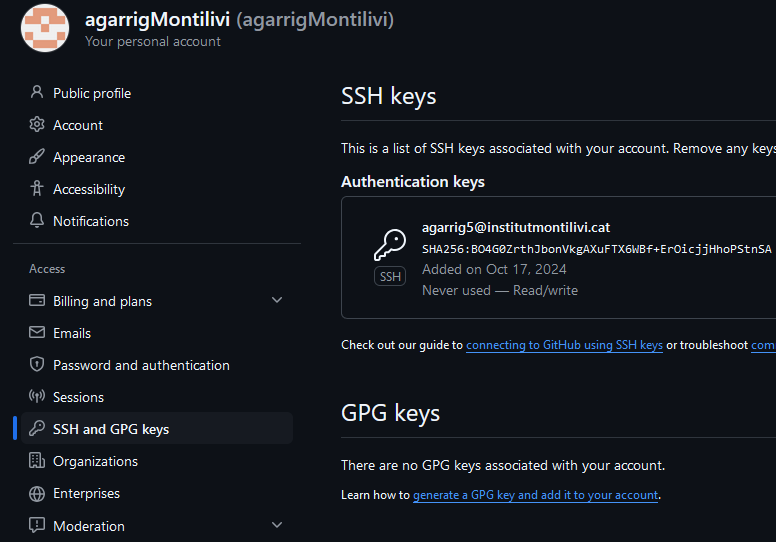 agarrigMontilivi (agarrigMontilivi)
Your personal account
Public profile
Account
Appearance
Accessibility
Notifications
Access
Billing and plans
Emails
Password and authentication
Sessions
SSH and GPG keys
Organizations
Enterprises
Moderation
SSH keys
This is a list of SSH keys associated with your account. Remove any keys
Authentication keys
agarrig5@institutmontilivi.cat
SHA256:BO4G0ZrthJbonVkgAXuFTX6WBf+ErOicjjHhoPStnSA
Added on Oct 17, 2024
SSH
Never used — Read/write
Check out our guide to connecting to GitHub using SSH keys or troubleshoot com
GPG keys
There are no GPG keys associated with your account.
Learn how to generate a GPG key and add it to your account.